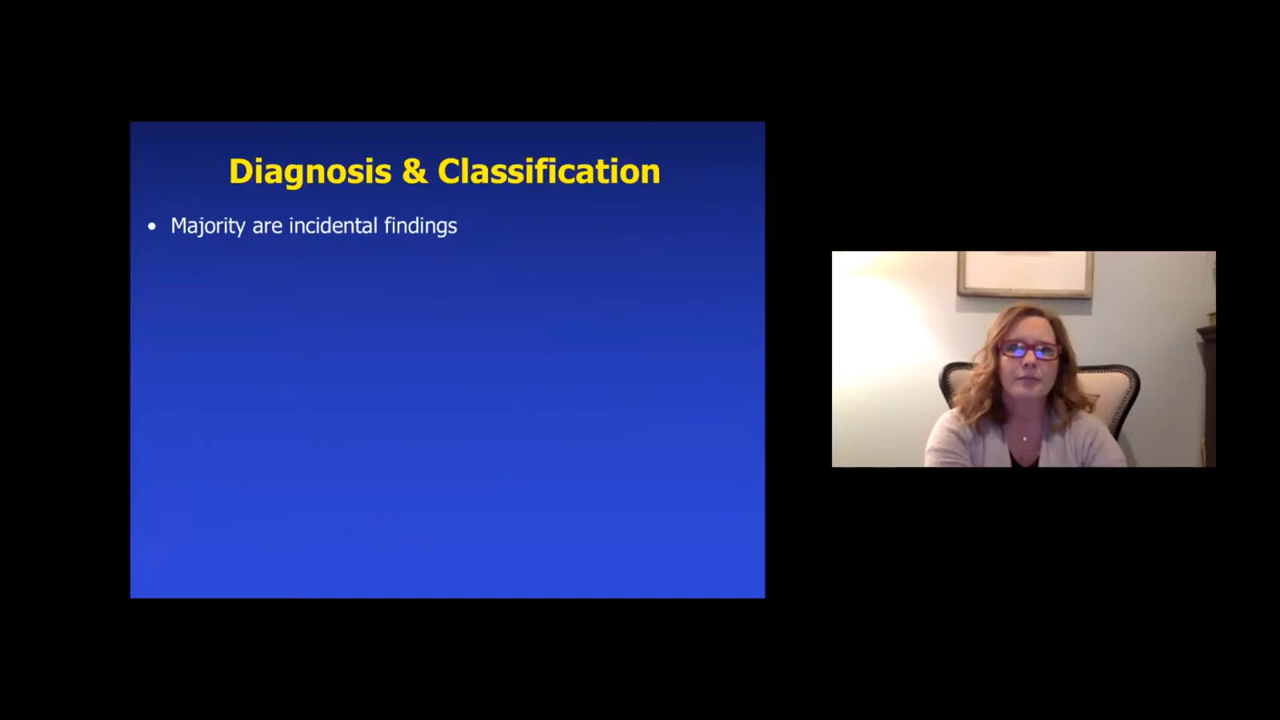 Diagnosis & Classification
• Majority are incidental findings